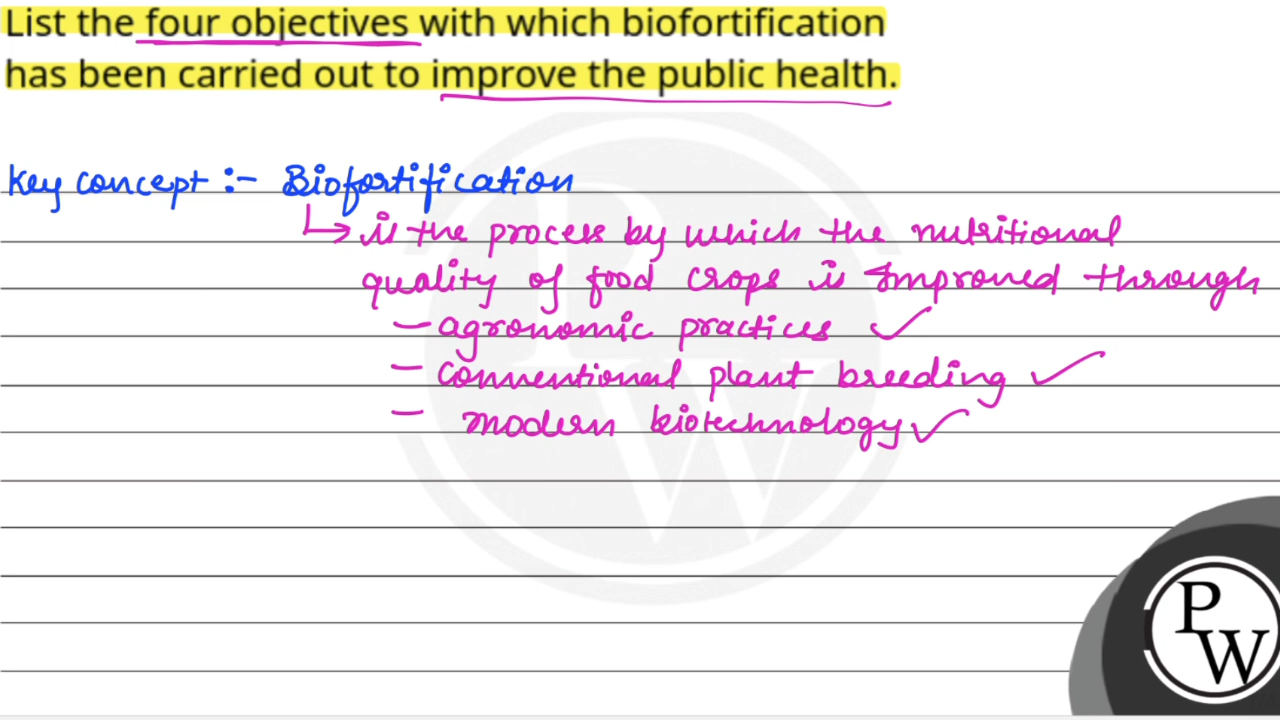 List the four objectives with which biofortification
has been carried out to improve the public health.
Key concept :- Biofortification
↳ is the process by which the nutritional
quality of food crops is Improved through
- agronomic practices ✓
- conventional plant breeding ✓
- modern biotechnology ✓
P
W
P
W